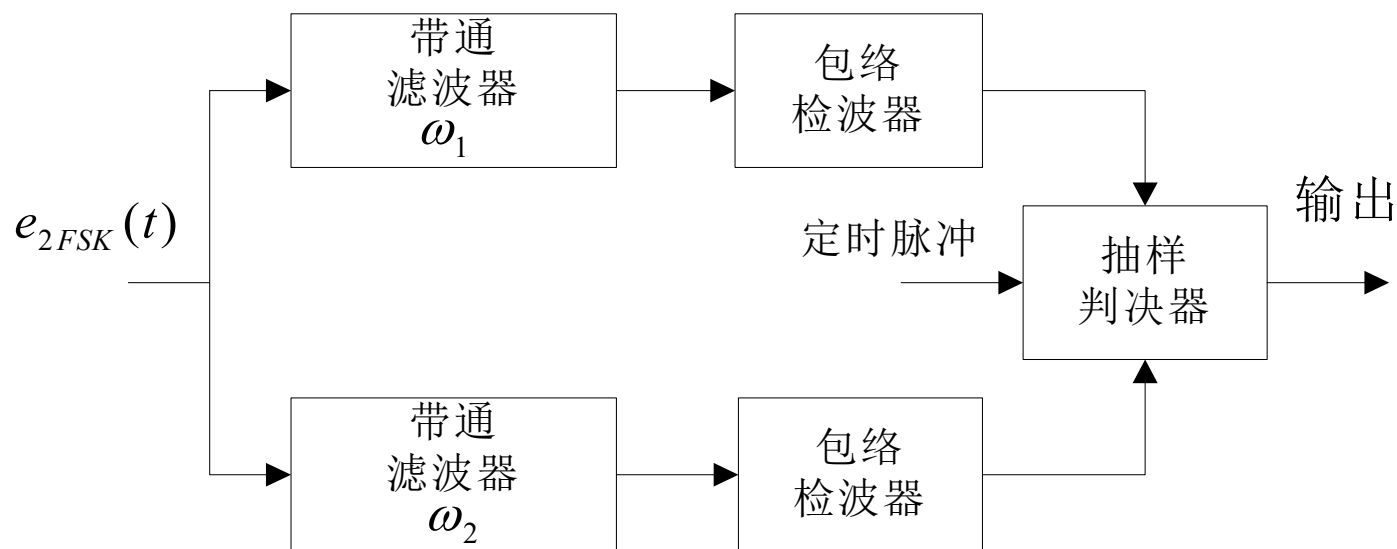 带通
滤波器
ω₁
包络
检波器
e₂FSK(t)
定时脉冲
抽样
判决器
输出
带通
滤波器
ω₂
包络
检波器